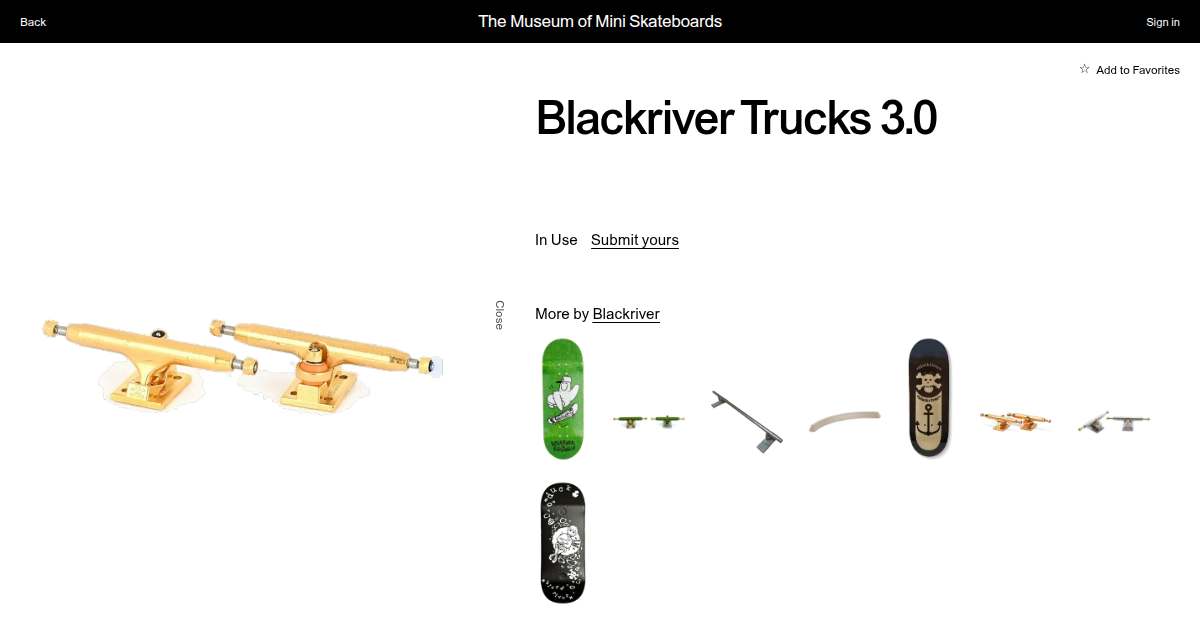 Back
The Museum of Mini Skateboards
Sign in
☆ Add to Favorites
Blackriver Trucks 3.0
In Use Submit yours
Close
More by Blackriver